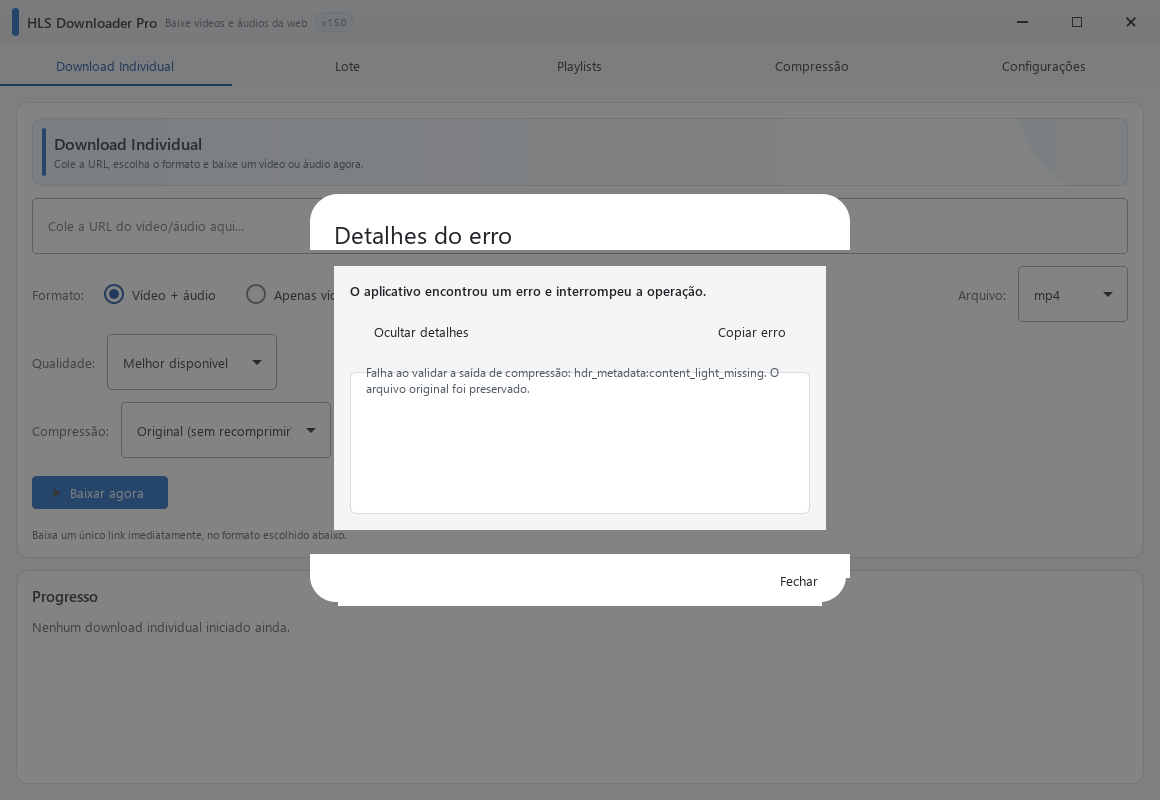 HLS Downloader Pro Baixe vídeos e áudios da web v1.5.0
Download Individual Lote Playlists Compressão Configurações
Download Individual
Cole a URL, escolha o formato e baixe um vídeo ou áudio agora.
Cole a URL do vídeo/áudio aqui...
Detalhes do erro
O aplicativo encontrou um erro e interrompeu a operação.
Ocultar detalhes Copiar erro
Falha ao validar a saída de compressão: hdr_metadata:content_light_missing. O
arquivo original foi preservado.
Fechar
Formato: Vídeo + áudio Apenas víd Arquivo: mp4
Qualidade: Melhor disponível
Compressão: Original (sem recomprimir
Baixar agora
Baixa um único link imediatamente, no formato escolhido abaixo.
Progresso
Nenhum download individual iniciado ainda.